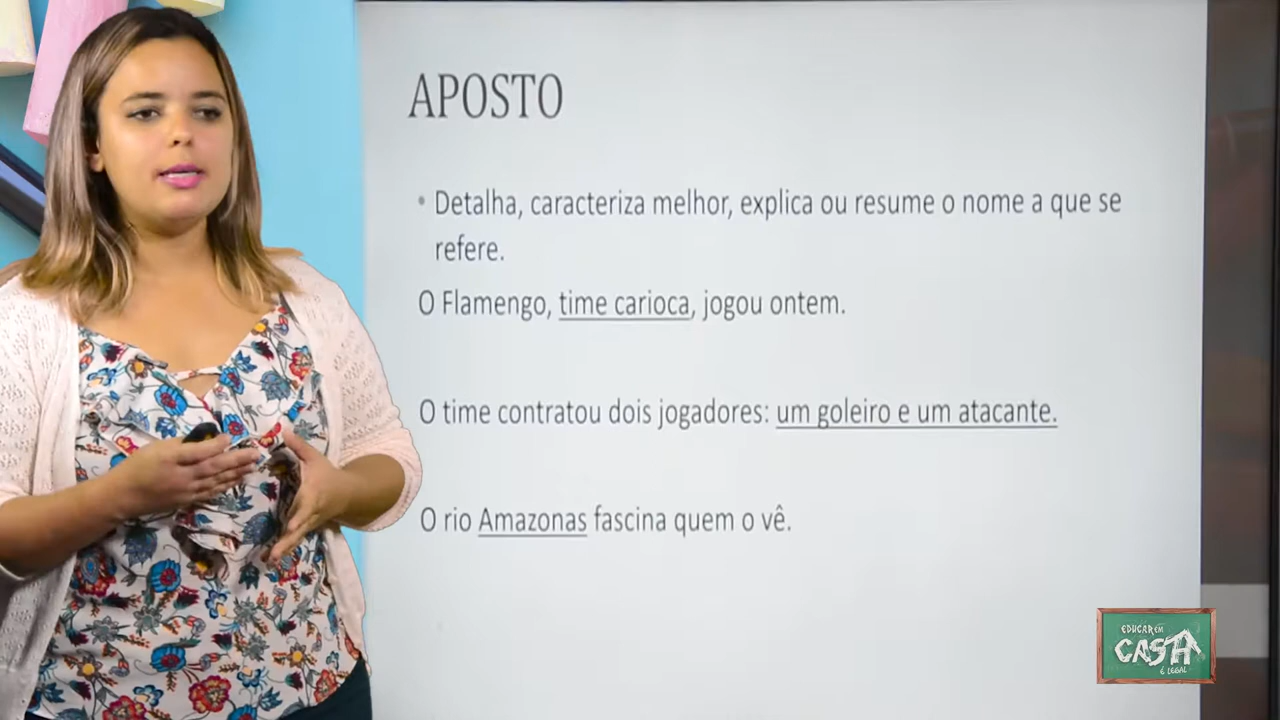 APOSTO
• Detalha, caracteriza melhor, explica ou resume o nome a que se
refere.
O Flamengo, time carioca, jogou ontem.
O time contratou dois jogadores: um goleiro e um atacante.
O rio Amazonas fascina quem o vê.
EDUCAR EM
CASA
É LEGAL